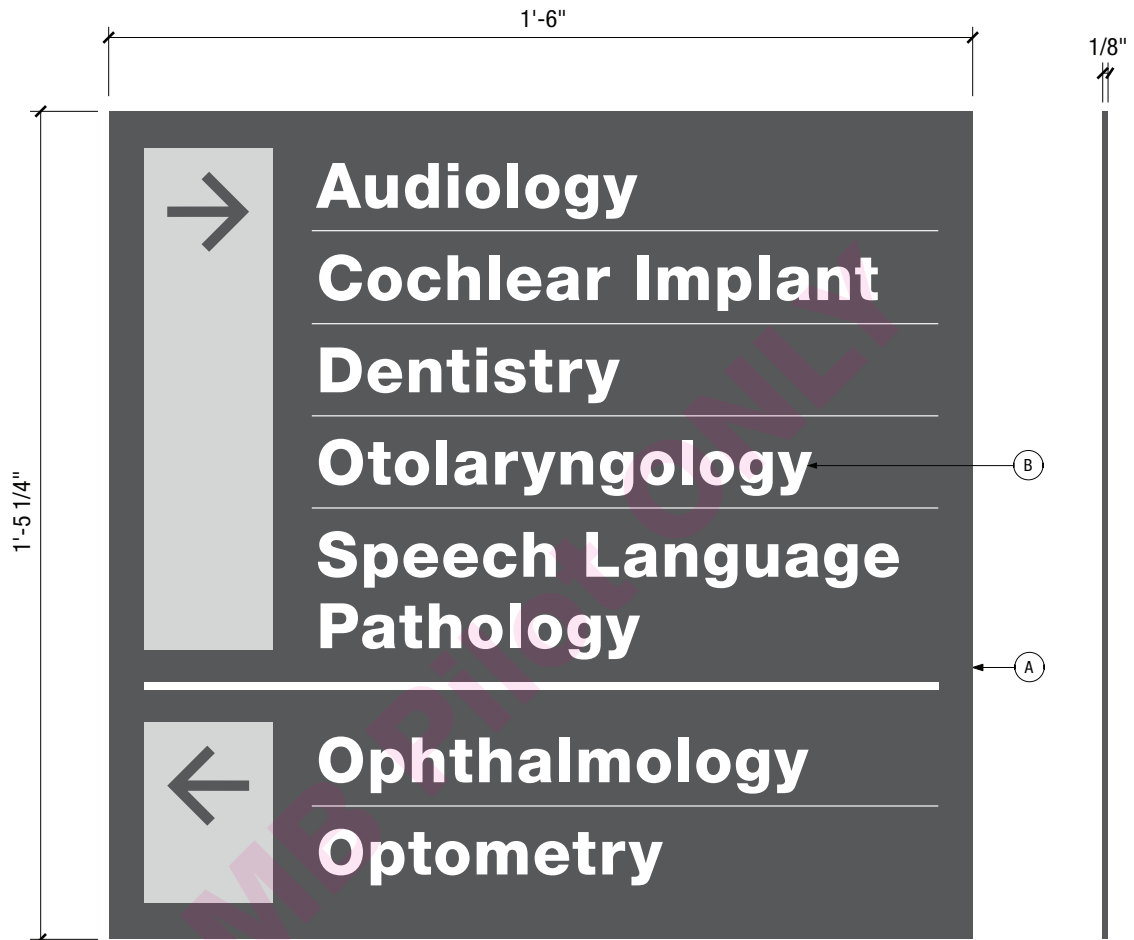 1'-6"
1/8"
1'-5 1/4"
Audiology
Cochlear Implant
Dentistry
Otolaryngology
B
Speech Language
Pathology
A
Ophthalmology
Optometry
MB Pilot ONLY